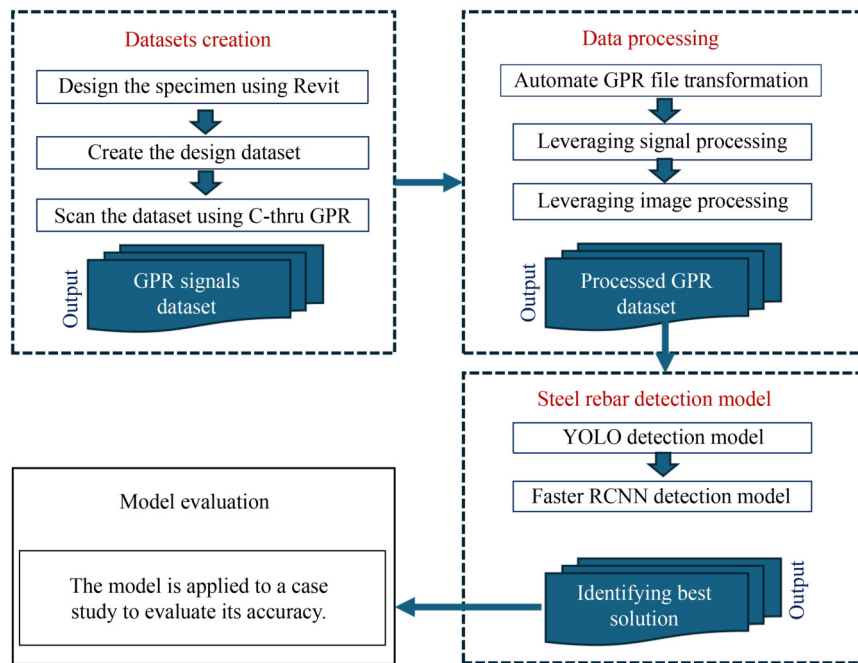 Datasets creation
Design the specimen using Revit
Create the design dataset
Scan the dataset using C-thru GPR
Output
GPR signals
dataset
Data processing
Automate GPR file transformation
Leveraging signal processing
Leveraging image processing
Output
Processed GPR
dataset
Steel rebar detection model
YOLO detection model
Faster RCNN detection model
Identifying best
solution
Output
Model evaluation
The model is applied to a case
study to evaluate its accuracy.